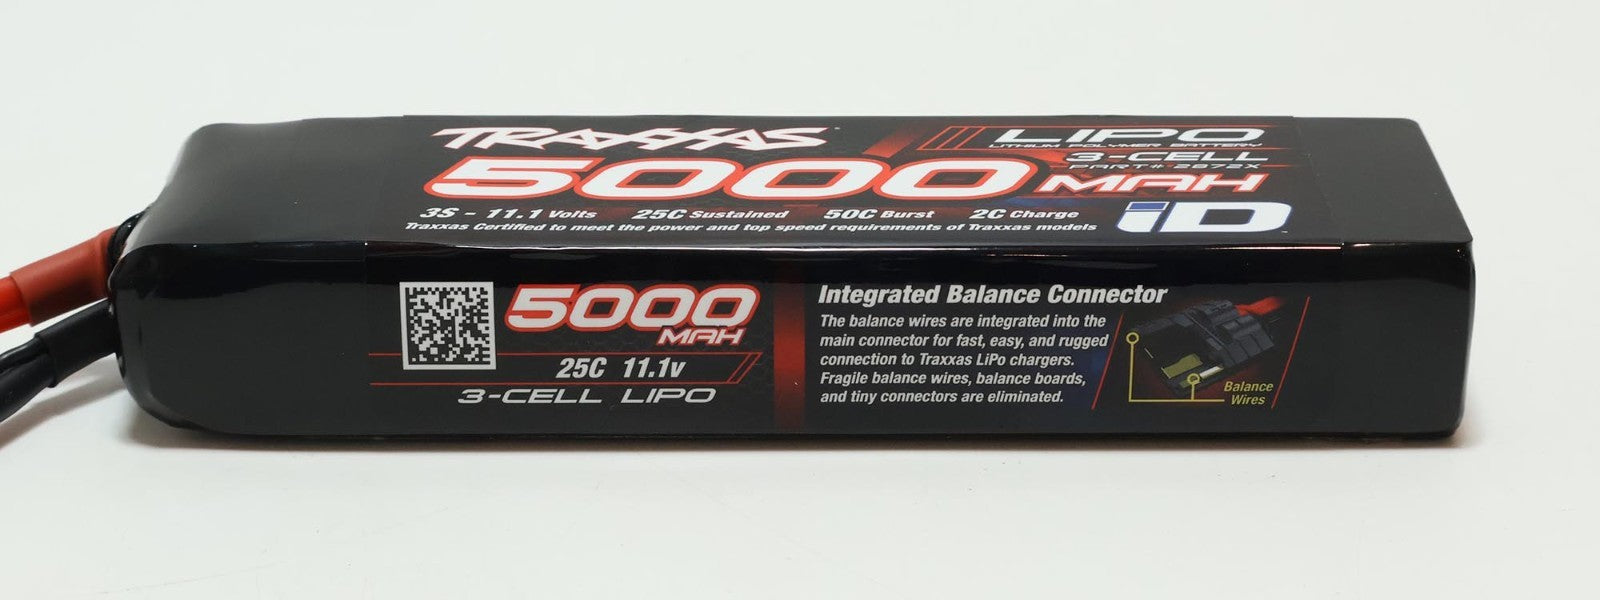 TRAXXAS
LIPO
LITHIUM POLYMER BATTERY
3-CELL
PART# 2872X
5000 MAH
3S - 11.1 Volts 25C Sustained 50C Burst 2C Charge
iD
Traxxas Certified to meet the power and top speed requirements of Traxxas models
5000
MAH
25C 11.1v
3-CELL LIPO
Integrated Balance Connector
The balance wires are integrated into the
main connector for fast, easy, and rugged
connection to Traxxas LiPo chargers.
Fragile balance wires, balance boards,
and tiny connectors are eliminated.
Balance
Wires